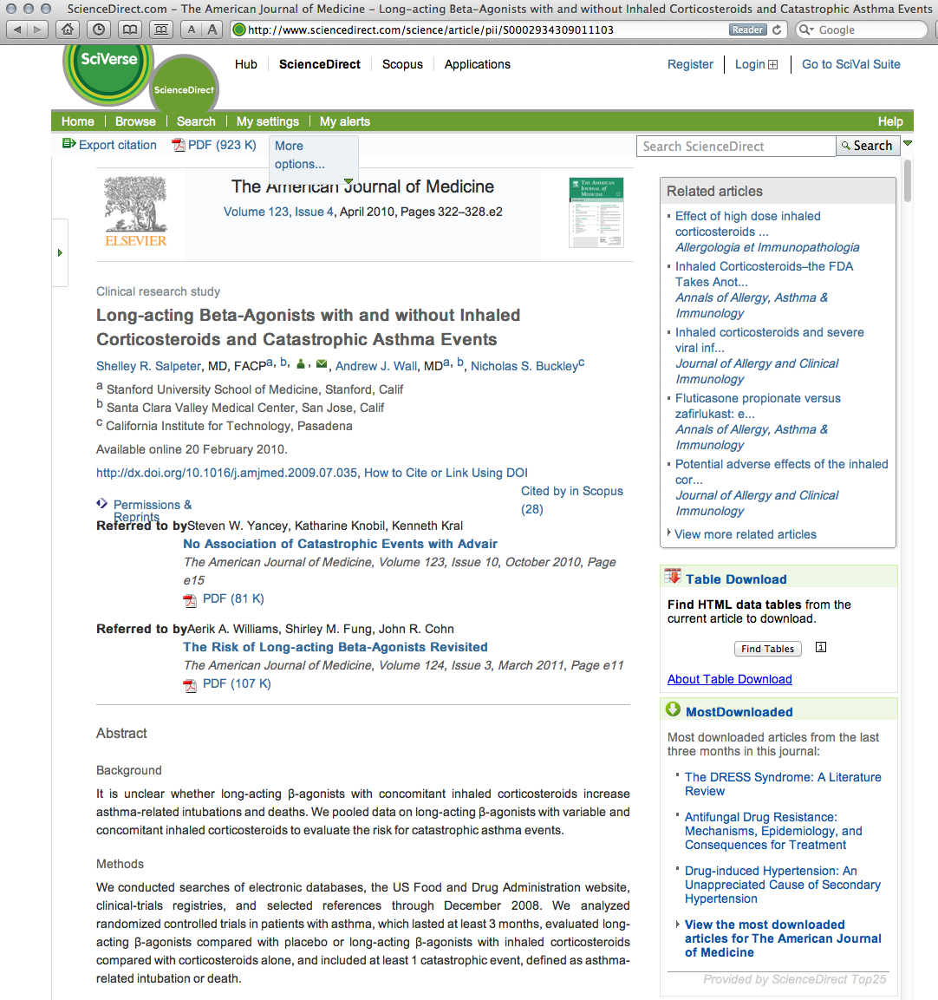 ScienceDirect.com - The American Journal of Medicine - Long-acting Beta-Agonists with and without Inhaled Corticosteroids and Catastrophic Asthma Events
A A http://www.sciencedirect.com/science/article/pii/S0002934309011103 Reader Google
SciVerse
ScienceDirect
Hub ScienceDirect Scopus Applications
Register Login Go to SciVal Suite
Home Browse Search My settings My alerts Help
Export citation PDF (923 K) More options...
Search ScienceDirect Search
The American Journal of Medicine
Volume 123, Issue 4, April 2010, Pages 322–328.e2
ELSEVIER
THE AMERICAN
JOURNAL of
MEDICINE
Clinical research study
Long-acting Beta-Agonists with and without Inhaled
Corticosteroids and Catastrophic Asthma Events
Shelley R. Salpeter, MD, FACPa, b, , , Andrew J. Wall, MDa, b, Nicholas S. Buckleyc
a Stanford University School of Medicine, Stanford, Calif
b Santa Clara Valley Medical Center, San Jose, Calif
c California Institute for Technology, Pasadena
Available online 20 February 2010.
http://dx.doi.org/10.1016/j.amjmed.2009.07.035, How to Cite or Link Using DOI
Cited by in Scopus
(28)
Permissions &
Reprints
Referred to bySteven W. Yancey, Katharine Knobil, Kenneth Kral
No Association of Catastrophic Events with Advair
The American Journal of Medicine, Volume 123, Issue 10, October 2010, Page
e15
PDF (81 K)
Referred to byAerik A. Williams, Shirley M. Fung, John R. Cohn
The Risk of Long-acting Beta-Agonists Revisited
The American Journal of Medicine, Volume 124, Issue 3, March 2011, Page e11
PDF (107 K)
Abstract
Background
It is unclear whether long-acting β-agonists with concomitant inhaled corticosteroids increase
asthma-related intubations and deaths. We pooled data on long-acting β-agonists with variable and
concomitant inhaled corticosteroids to evaluate the risk for catastrophic asthma events.
Methods
We conducted searches of electronic databases, the US Food and Drug Administration website,
clinical-trials registries, and selected references through December 2008. We analyzed
randomized controlled trials in patients with asthma, which lasted at least 3 months, evaluated long-
acting β-agonists compared with placebo or long-acting β-agonists with inhaled corticosteroids
compared with corticosteroids alone, and included at least 1 catastrophic event, defined as asthma-
related intubation or death.
Related articles
Effect of high dose inhaled
corticosteroids ...
Allergologia et Immunopathologia
Inhaled Corticosteroids–the FDA
Takes Anot...
Annals of Allergy, Asthma &
Immunology
Inhaled corticosteroids and severe
viral inf...
Journal of Allergy and Clinical
Immunology
Fluticasone propionate versus
zafirlukast: e...
Annals of Allergy, Asthma &
Immunology
Potential adverse effects of the inhaled
cor...
Journal of Allergy and Clinical
Immunology
View more related articles
Table Download
Find HTML data tables from the
current article to download.
Find Tables i
About Table Download
MostDownloaded
Most downloaded articles from the last
three months in this journal:
The DRESS Syndrome: A Literature
Review
Antifungal Drug Resistance:
Mechanisms, Epidemiology, and
Consequences for Treatment
Drug-induced Hypertension: An
Unappreciated Cause of Secondary
Hypertension
View the most downloaded
articles for The American Journal
of Medicine
Provided by ScienceDirect Top25